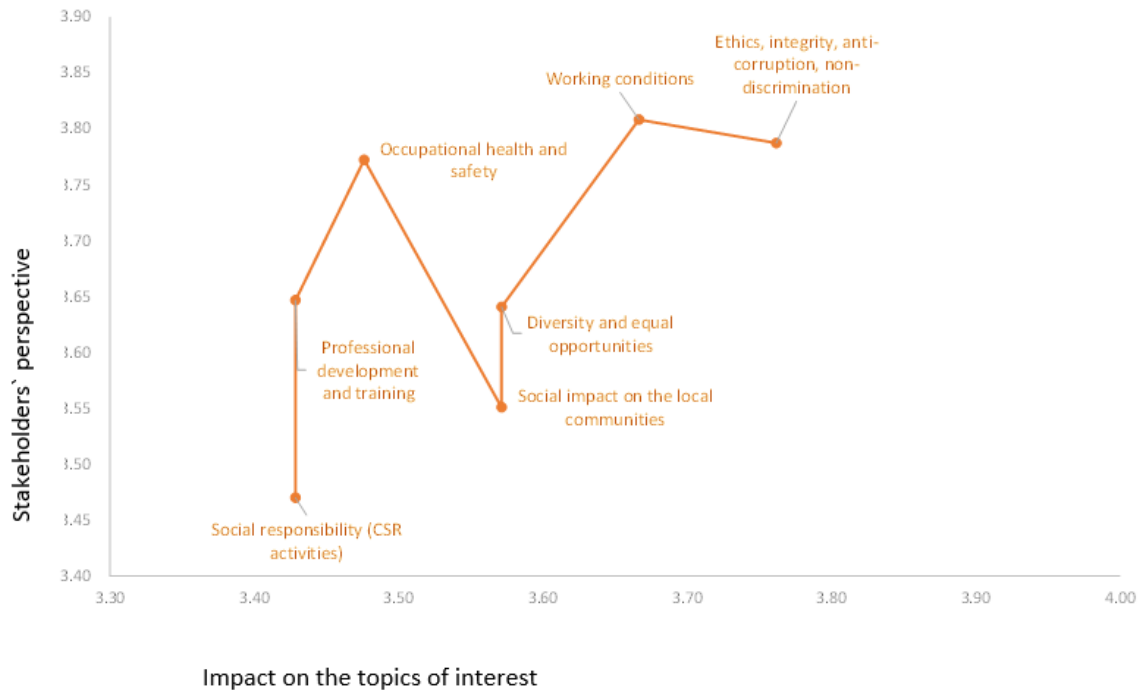 3.90
3.85
3.80
3.75
3.70
3.65
3.60
3.55
3.50
3.45
3.40
Stakeholders` perspective
Ethics, integrity, anti-
corruption, non-
discrimination
Working conditions
Occupational health and
safety
Diversity and equal
opportunities
Professional
development
and training
Social impact on the local
communities
Social responsibility (CSR
activities)
3.30 3.40 3.50 3.60 3.70 3.80 3.90 4.00
Impact on the topics of interest